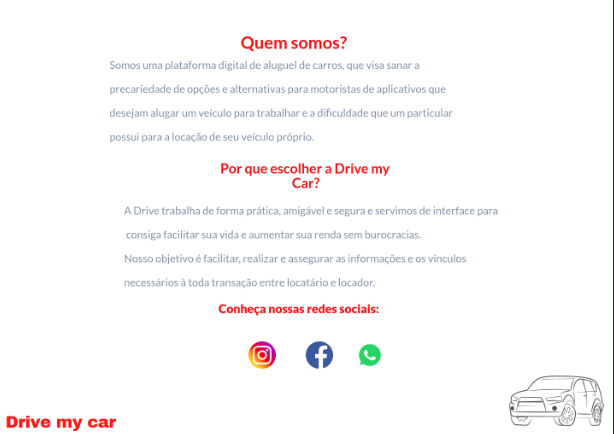 Quem somos?
Somos uma plataforma digital de aluguel de carros, que visa sanar a
precariedade de opções e alternativas para motoristas de aplicativos que
desejam alugar um veículo para trabalhar e a dificuldade que um particular
possui para a locação de seu veículo próprio.
Por que escolher a Drive my
Car?
A Drive trabalha de forma prática, amigável e segura e servimos de interface para
consiga facilitar sua vida e aumentar sua renda sem burocracias.
Nosso objetivo é facilitar, realizar e assegurar as informações e os vínculos
necessários à toda transação entre locatário e locador.
Conheça nossas redes sociais:
Drive my car